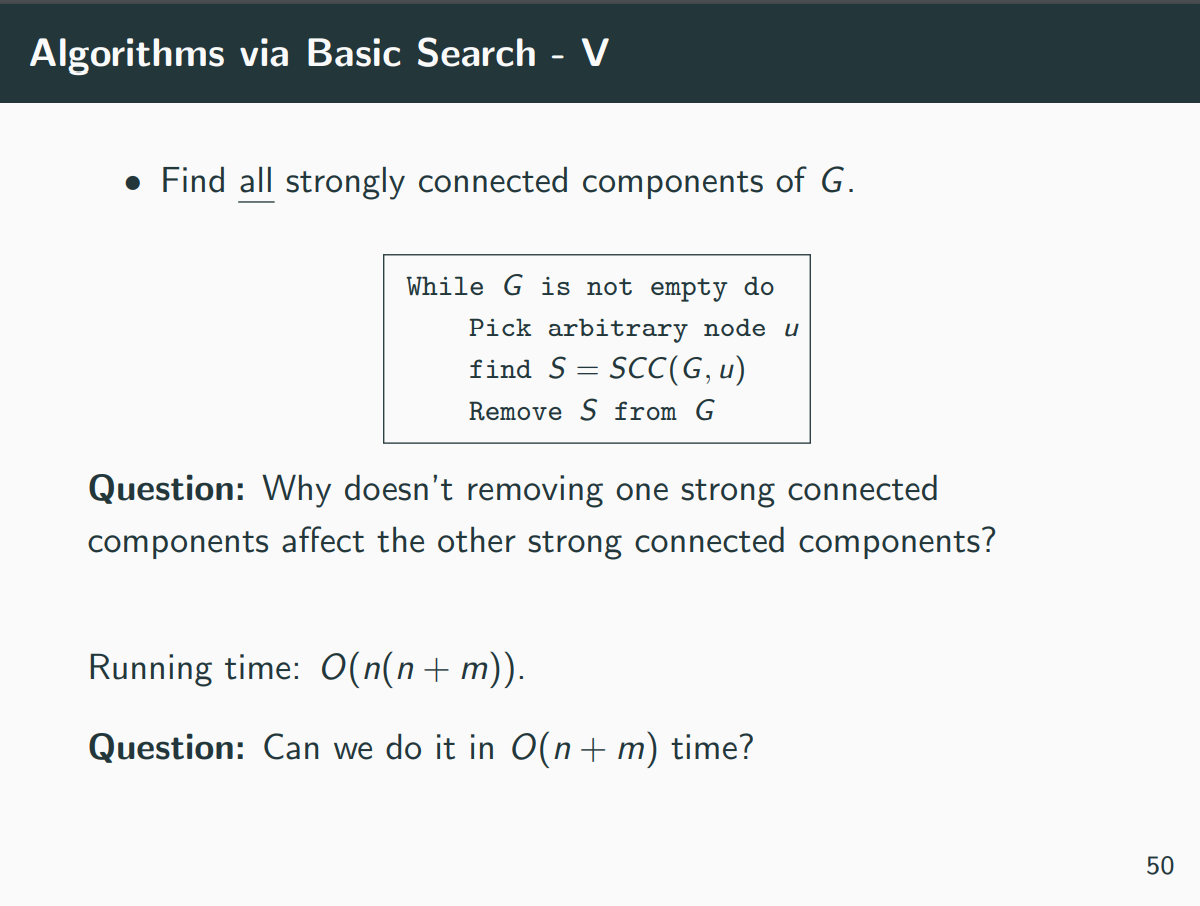 Algorithms via Basic Search - V
• Find all strongly connected components of G.
While G is not empty do
Pick arbitrary node u
find S = SCC(G, u)
Remove S from G
Question: Why doesn't removing one strong connected
components affect the other strong connected components?
Running time: O(n(n + m)).
Question: Can we do it in O(n + m) time?
50